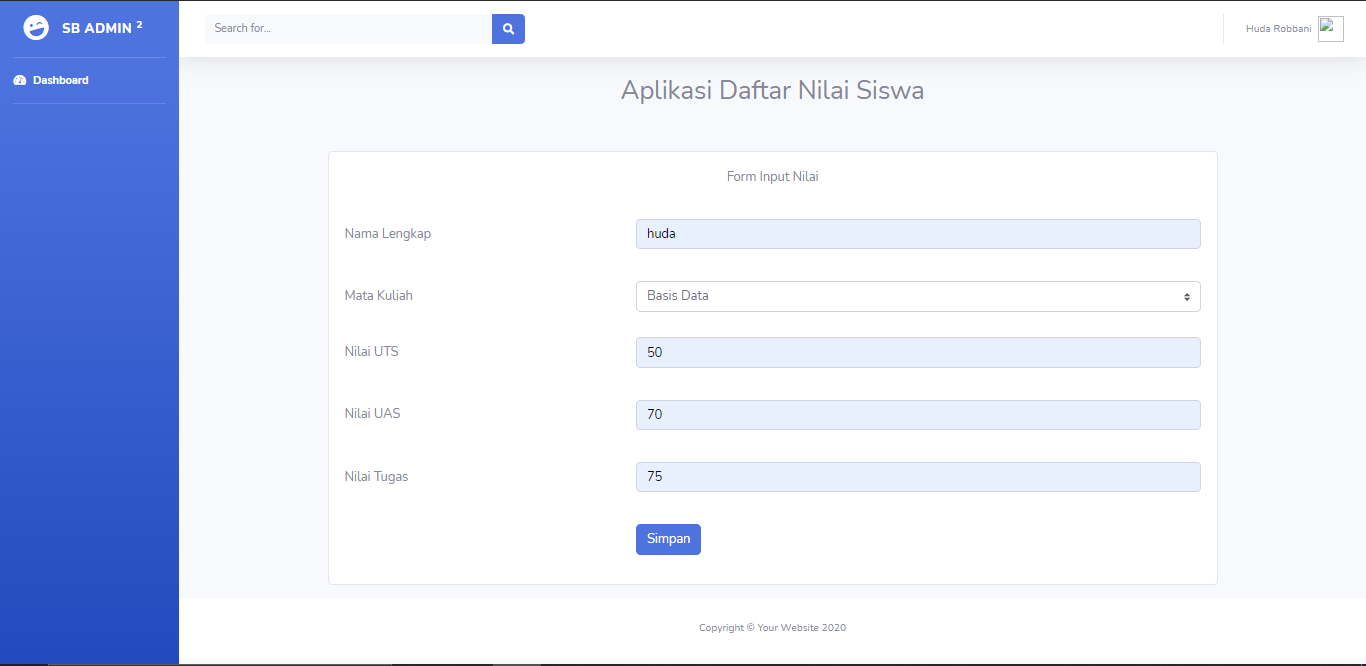 SB ADMIN 2
Search for...
Huda Robbani
Dashboard
Aplikasi Daftar Nilai Siswa
Form Input Nilai
Nama Lengkap huda
Mata Kuliah Basis Data
Nilai UTS 50
Nilai UAS 70
Nilai Tugas 75
Simpan
Copyright © Your Website 2020